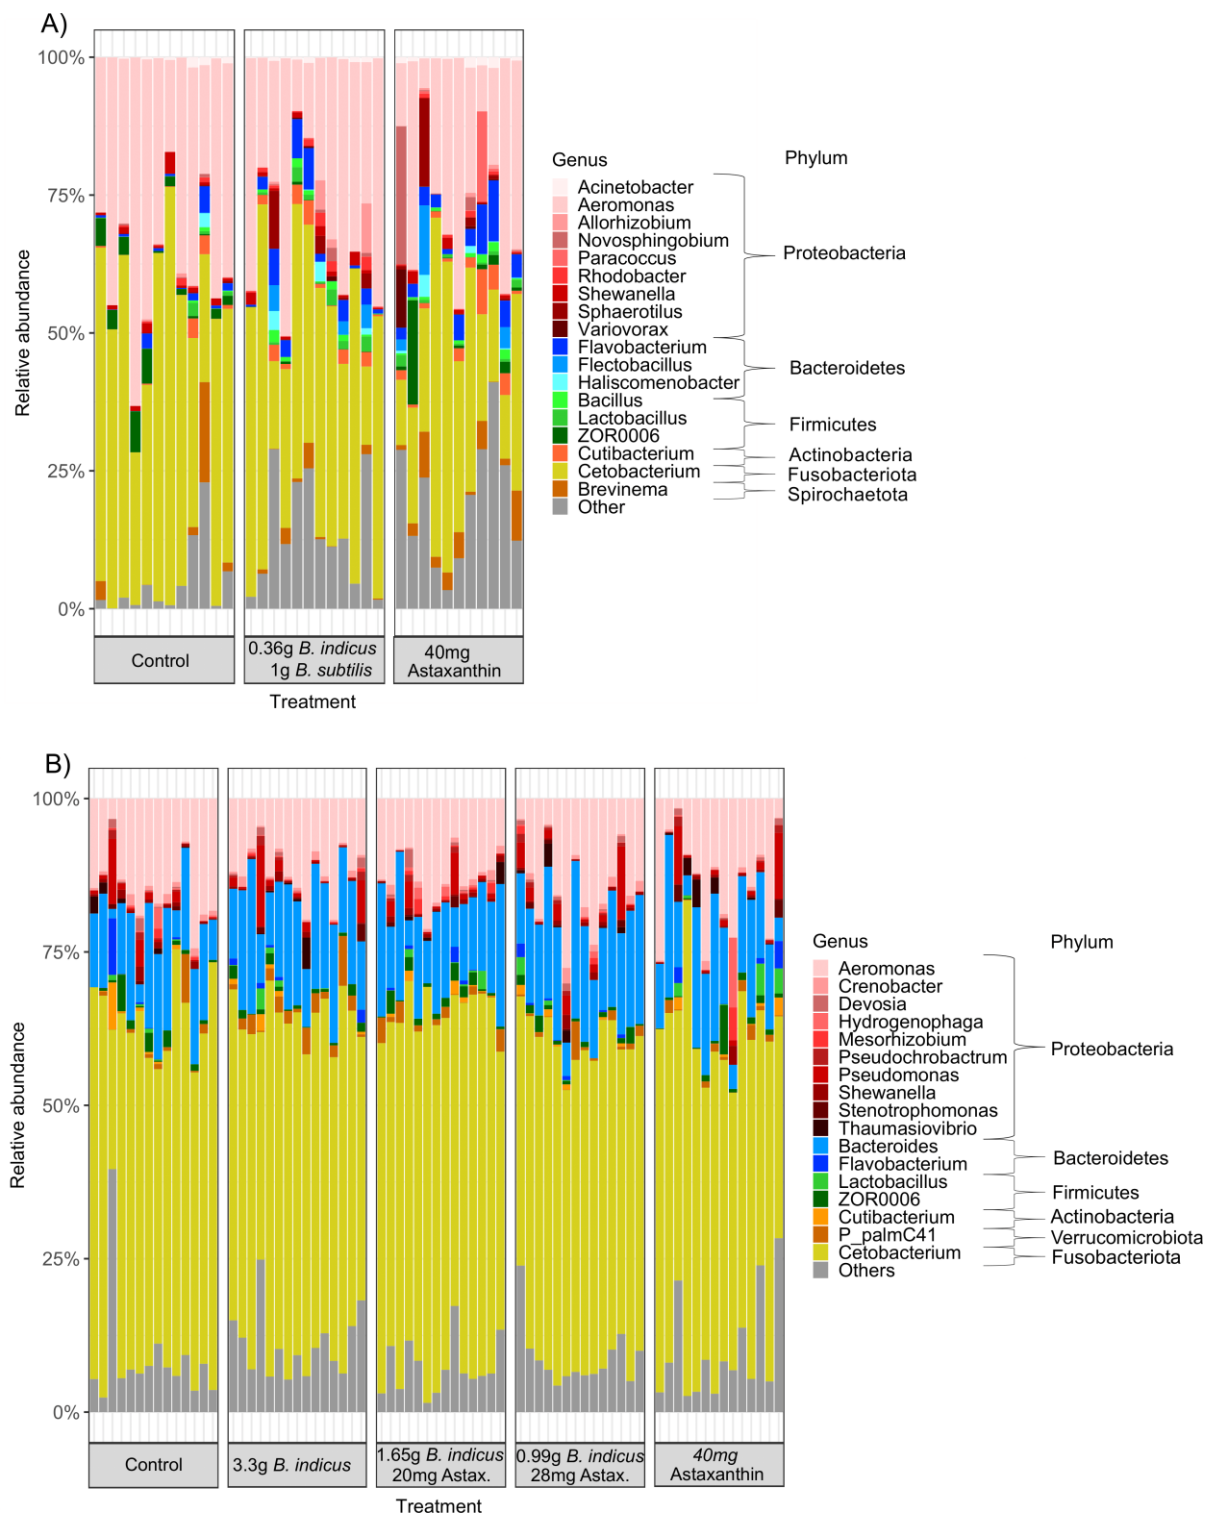 A)
100%
75%
50%
25%
0%
Relative abundance
Control
0.36g B. indicus
1g B. subtilis
40mg
Astaxanthin
Treatment
Genus
Acinetobacter
Aeromonas
Allorhizobium
Novosphingobium
Paracoccus
Rhodobacter
Shewanella
Sphaerotilus
Variovorax
Flavobacterium
Flectobacillus
Haliscomenobacter
Bacillus
Lactobacillus
ZOR0006
Cutibacterium
Cetobacterium
Brevinema
Other
Phylum
Proteobacteria
Bacteroidetes
Firmicutes
Actinobacteria
Fusobacteriota
Spirochaetota
B)
100%
75%
50%
25%
0%
Relative abundance
Control
3.3g B. indicus
1.65g B. indicus
20mg Astax.
0.99g B. indicus
28mg Astax.
40mg
Astaxanthin
Treatment
Genus
Aeromonas
Crenobacter
Devosia
Hydrogenophaga
Mesorhizobium
Pseudochrobactrum
Pseudomonas
Shewanella
Stenotrophomonas
Thaumasiovibrio
Bacteroides
Flavobacterium
Lactobacillus
ZOR0006
Cutibacterium
P_palmC41
Cetobacterium
Others
Phylum
Proteobacteria
Bacteroidetes
Firmicutes
Actinobacteria
Verrucomicrobiota
Fusobacteriota